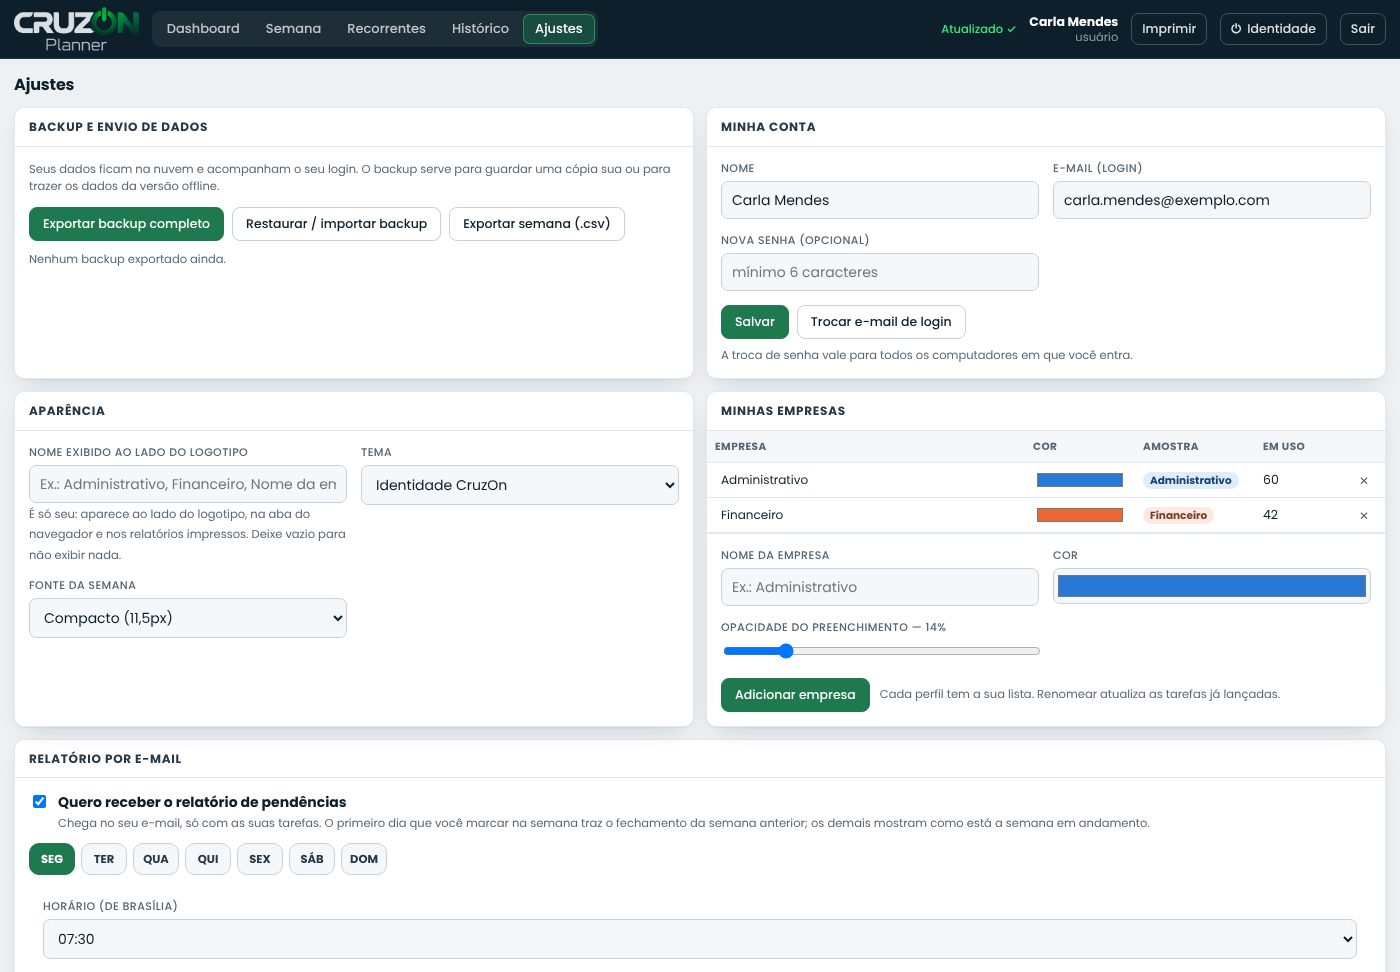 CRUZON
Planner
Dashboard Semana Recorrentes Histórico Ajustes
Atualizado ✓
Carla Mendes
usuário
Imprimir
Identidade
Sair
Ajustes
BACKUP E ENVIO DE DADOS
Seus dados ficam na nuvem e acompanham o seu login. O backup serve para guardar uma cópia sua ou para
trazer os dados da versão offline.
Exportar backup completo
Restaurar / importar backup
Exportar semana (.csv)
Nenhum backup exportado ainda.
MINHA CONTA
NOME
Carla Mendes
E-MAIL (LOGIN)
carla.mendes@exemplo.com
NOVA SENHA (OPCIONAL)
mínimo 6 caracteres
Salvar
Trocar e-mail de login
A troca de senha vale para todos os computadores em que você entra.
APARÊNCIA
NOME EXIBIDO AO LADO DO LOGOTIPO
Ex.: Administrativo, Financeiro, Nome da en
É só seu: aparece ao lado do logotipo, na aba do
navegador e nos relatórios impressos. Deixe vazio para
não exibir nada.
TEMA
Identidade CruzOn
FONTE DA SEMANA
Compacto (11,5px)
MINHAS EMPRESAS
EMPRESA COR AMOSTRA EM USO
Administrativo Administrativo 60 ×
Financeiro Financeiro 42 ×
NOME DA EMPRESA
Ex.: Administrativo
COR
OPACIDADE DO PREENCHIMENTO — 14%
Adicionar empresa
Cada perfil tem a sua lista. Renomear atualiza as tarefas já lançadas.
RELATÓRIO POR E-MAIL
Quero receber o relatório de pendências
Chega no seu e-mail, só com as suas tarefas. O primeiro dia que você marcar na semana traz o fechamento da semana anterior; os demais mostram como está a semana em andamento.
SEG TER QUA QUI SEX SÁB DOM
HORÁRIO (DE BRASÍLIA)
07:30